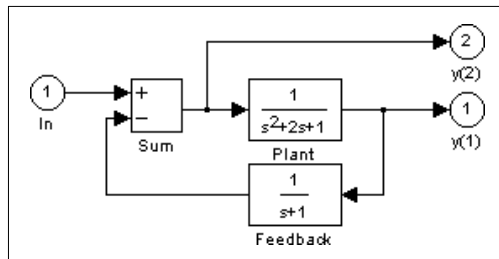 2
y(2)
1
In
+
−
Sum
1
s²+2s+1
Plant
1
y(1)
1
s+1
Feedback